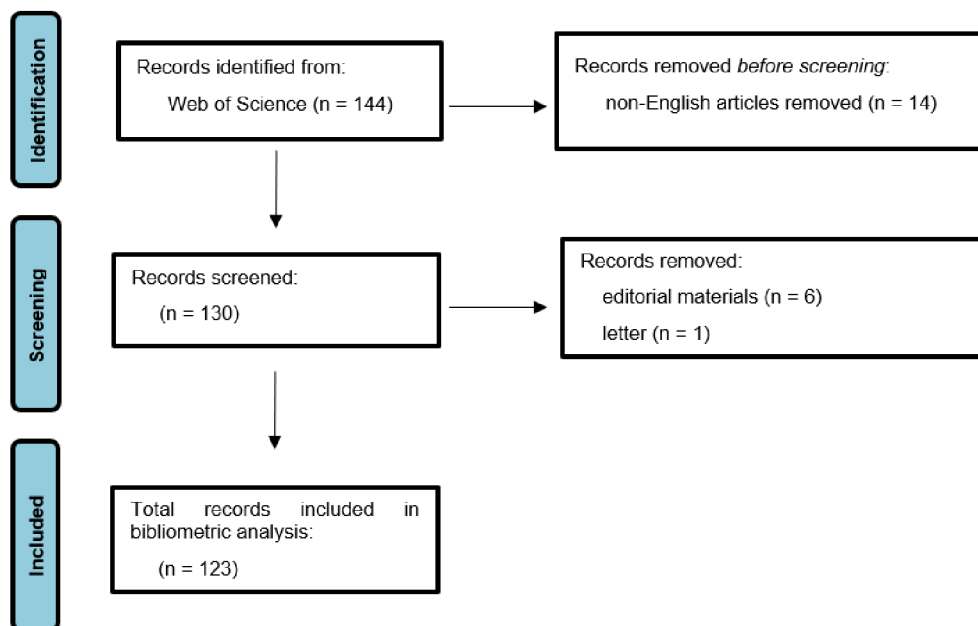 Identification
Records identified from:
Web of Science (n = 144)
Records removed before screening:
non-English articles removed (n = 14)
Screening
Records screened:
(n = 130)
Records removed:
editorial materials (n = 6)
letter (n = 1)
Included
Total records included in
bibliometric analysis:
(n = 123)